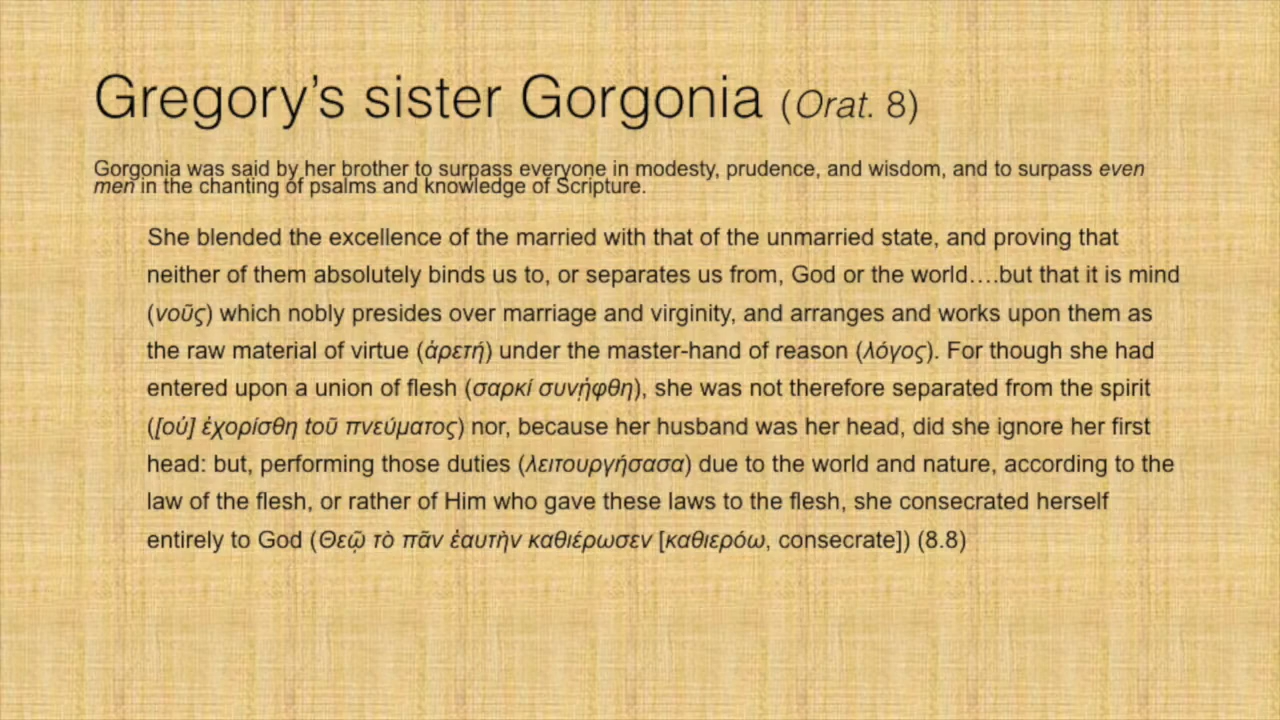 Gregory’s sister Gorgonia (Orat. 8)
Gorgonia was said by her brother to surpass everyone in modesty, prudence, and wisdom, and to surpass even
men in the chanting of psalms and knowledge of Scripture.
She blended the excellence of the married with that of the unmarried state, and proving that
neither of them absolutely binds us to, or separates us from, God or the world….but that it is mind
(νοῦς) which nobly presides over marriage and virginity, and arranges and works upon them as
the raw material of virtue (ἀρετή) under the master-hand of reason (λόγος). For though she had
entered upon a union of flesh (σαρκί συνῄφθη), she was not therefore separated from the spirit
([οὐ] ἐχορίσθη toῦ πνεύματος) nor, because her husband was her head, did she ignore her first
head: but, performing those duties (λειτουργήσασα) due to the world and nature, according to the
law of the flesh, or rather of Him who gave these laws to the flesh, she consecrated herself
entirely to God (Θεῷ τὸ πᾶν ἑαυτὴν καθιέρωσεν [καθιερόω, consecrate]) (8.8)